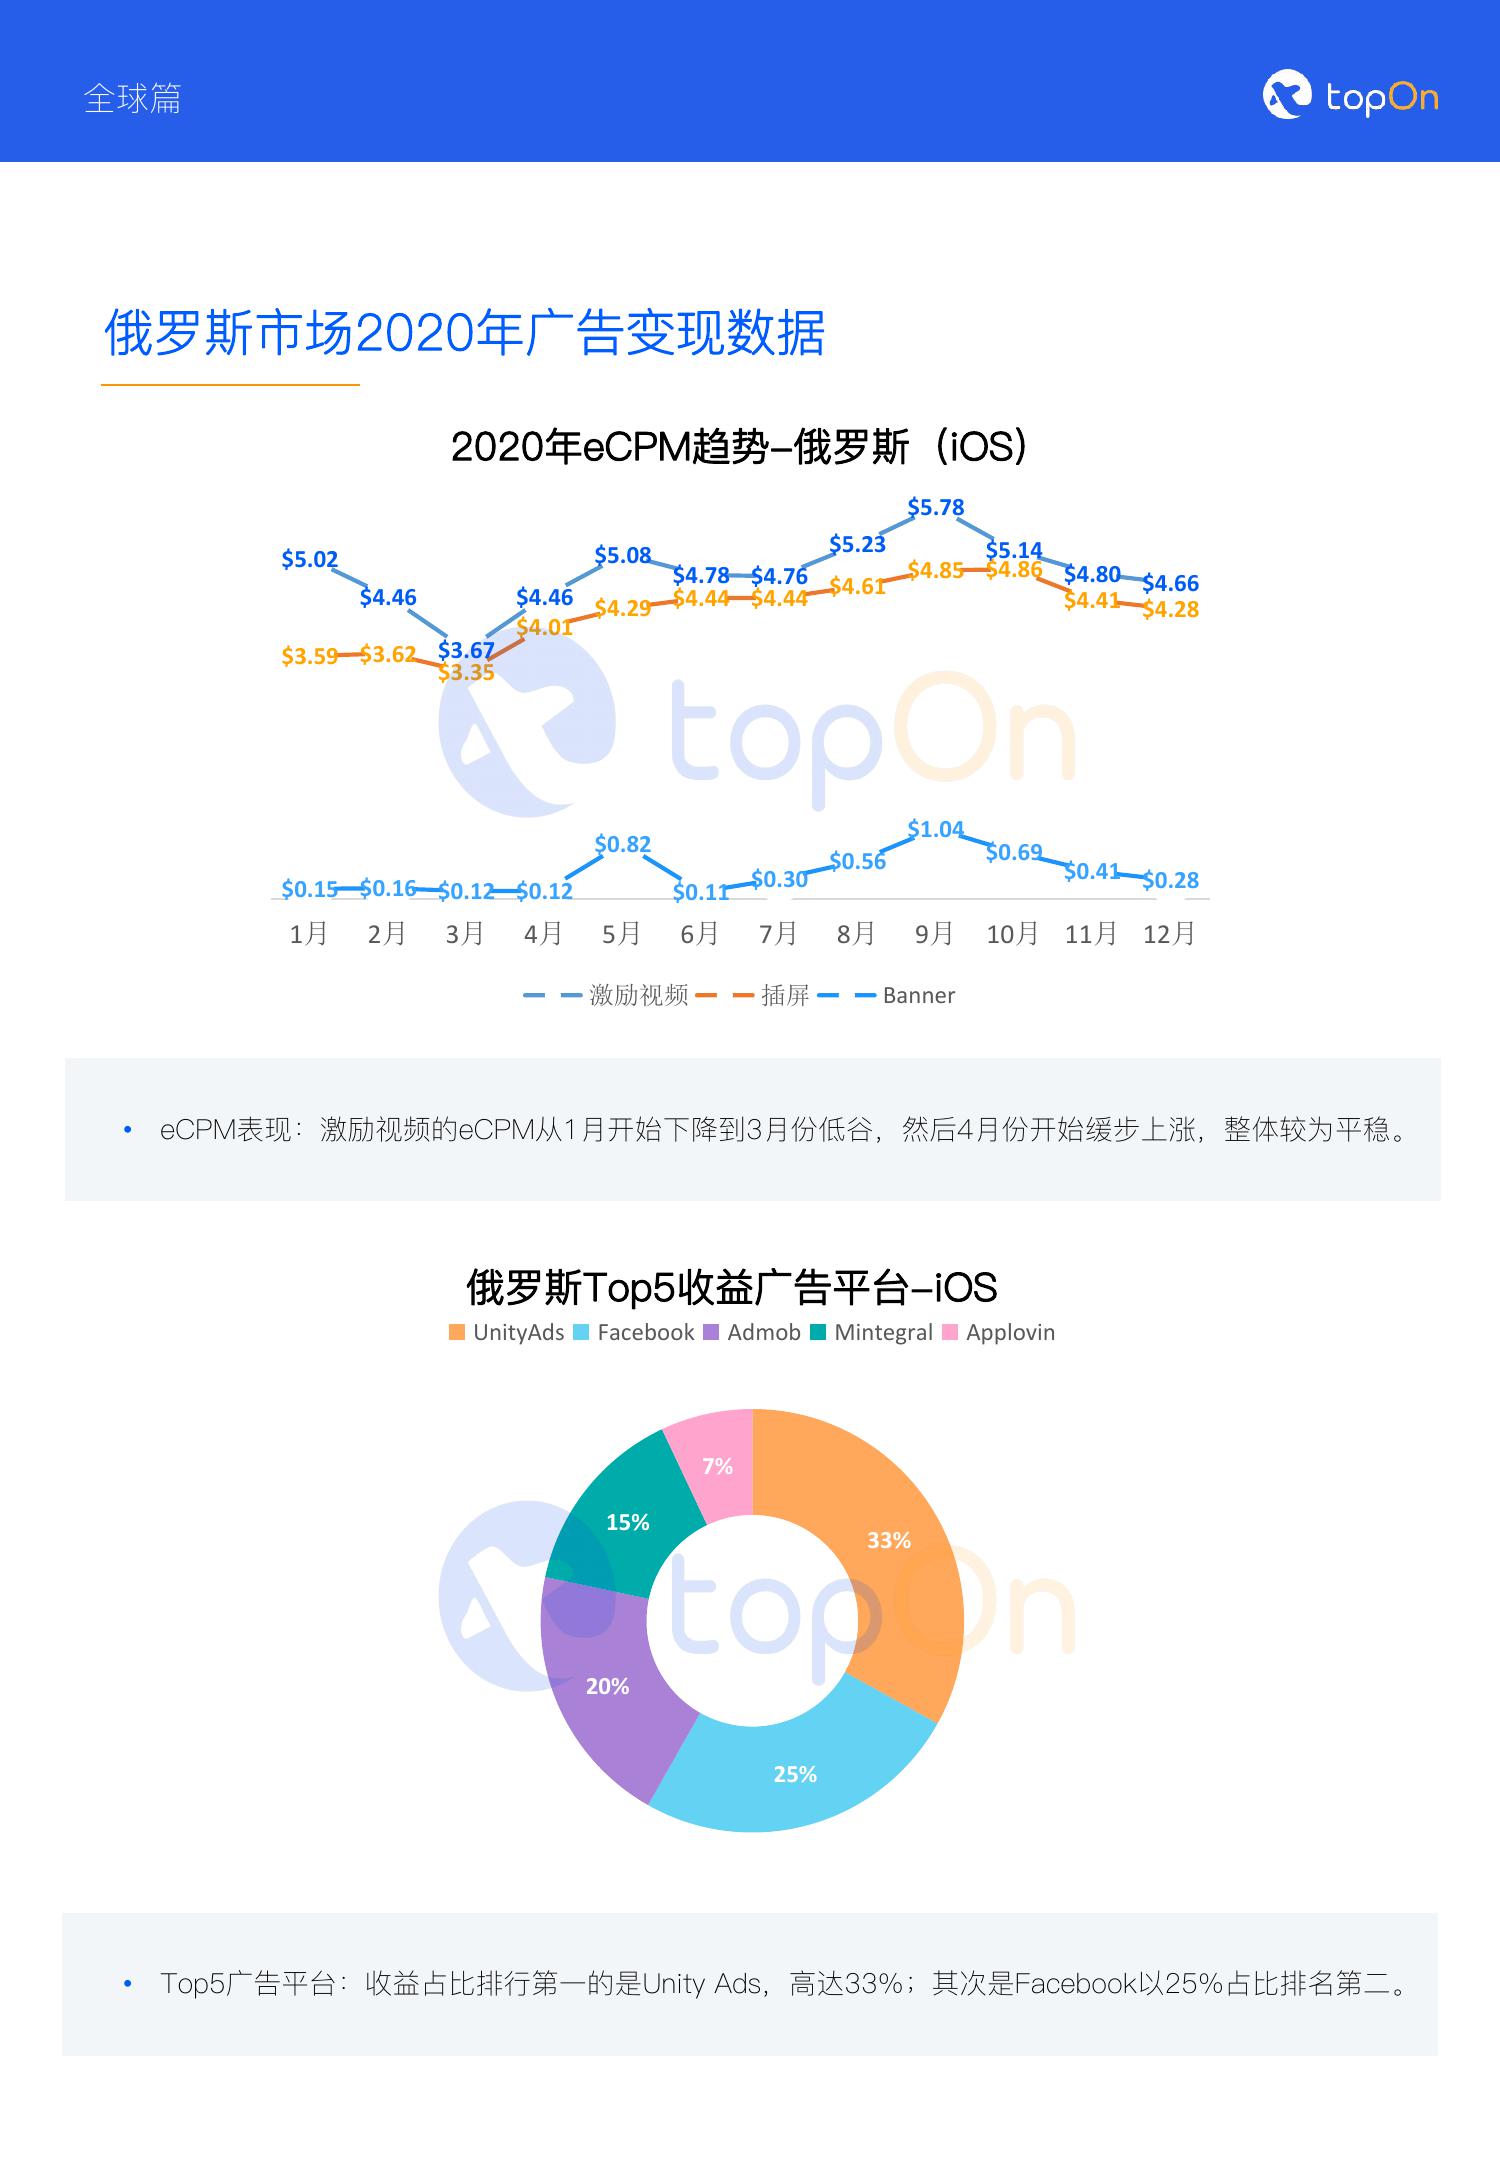 全球篇
topOn
俄罗斯市场2020年广告变现数据
2020年eCPM趋势-俄罗斯（iOS）
$5.02 $4.46 $3.67 $4.46 $5.08 $4.78 $4.76 $5.23 $5.78 $5.14 $4.80 $4.66
$3.59 $3.62 $3.35 $4.01 $4.29 $4.44 $4.44 $4.61 $4.85 $4.86 $4.41 $4.28
topOn
$0.15 $0.16 $0.12 $0.12 $0.82 $0.11 $0.30 $0.56 $1.04 $0.69 $0.41 $0.28
1月 2月 3月 4月 5月 6月 7月 8月 9月 10月 11月 12月
激励视频 插屏 Banner
• eCPM表现：激励视频的eCPM从1月开始下降到3月份低谷，然后4月份开始缓步上涨，整体较为平稳。
俄罗斯Top5收益广告平台-iOS
UnityAds Facebook Admob Mintegral Applovin
7%
15%
33%
topOn
20%
25%
• Top5广告平台：收益占比排行第一的是Unity Ads，高达33%；其次是Facebook以25%占比排名第二。